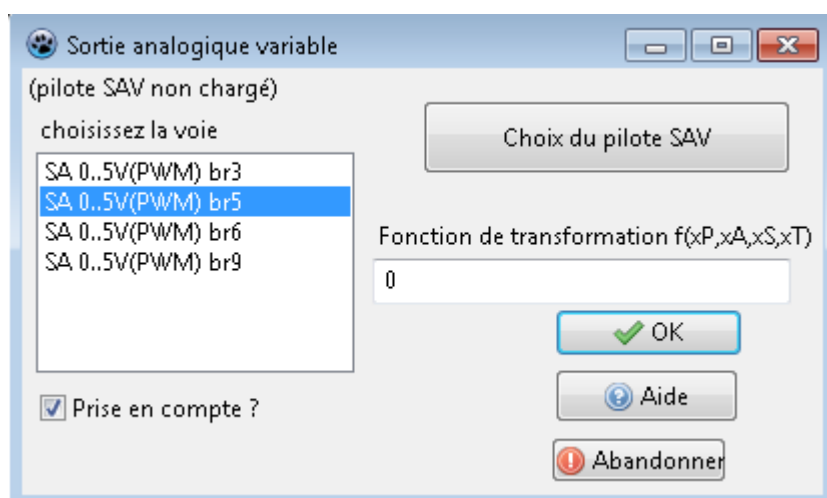 Sortie analogique variable
(pilote SAV non chargé)
choisissez la voie
Choix du pilote SAV
SA 0..5V(PWM) br3
SA 0..5V(PWM) br5
SA 0..5V(PWM) br6
SA 0..5V(PWM) br9
Fonction de transformation f(xP,xA,xS,xT)
0
OK
Aide
Prise en compte ?
Abandonner